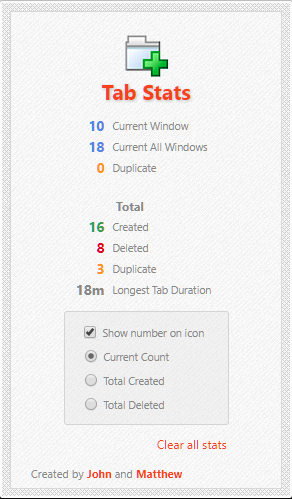 Tab Stats
10 Current Window
18 Current All Windows
0 Duplicate
Total
16 Created
8 Deleted
3 Duplicate
18m Longest Tab Duration
Show number on icon
Current Count
Total Created
Total Deleted
Clear all stats
Created by John and Matthew